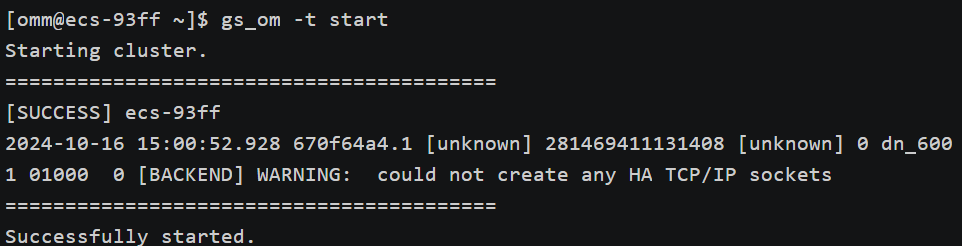 [omm@ecs-93ff ~]$ gs_om -t start
Starting cluster.
=========================================
[SUCCESS] ecs-93ff
2024-10-16 15:00:52.928 670f64a4.1 [unknown] 281469411131408 [unknown] 0 dn_600
1 01000  0 [BACKEND] WARNING:  could not create any HA TCP/IP sockets
=========================================
Successfully started.